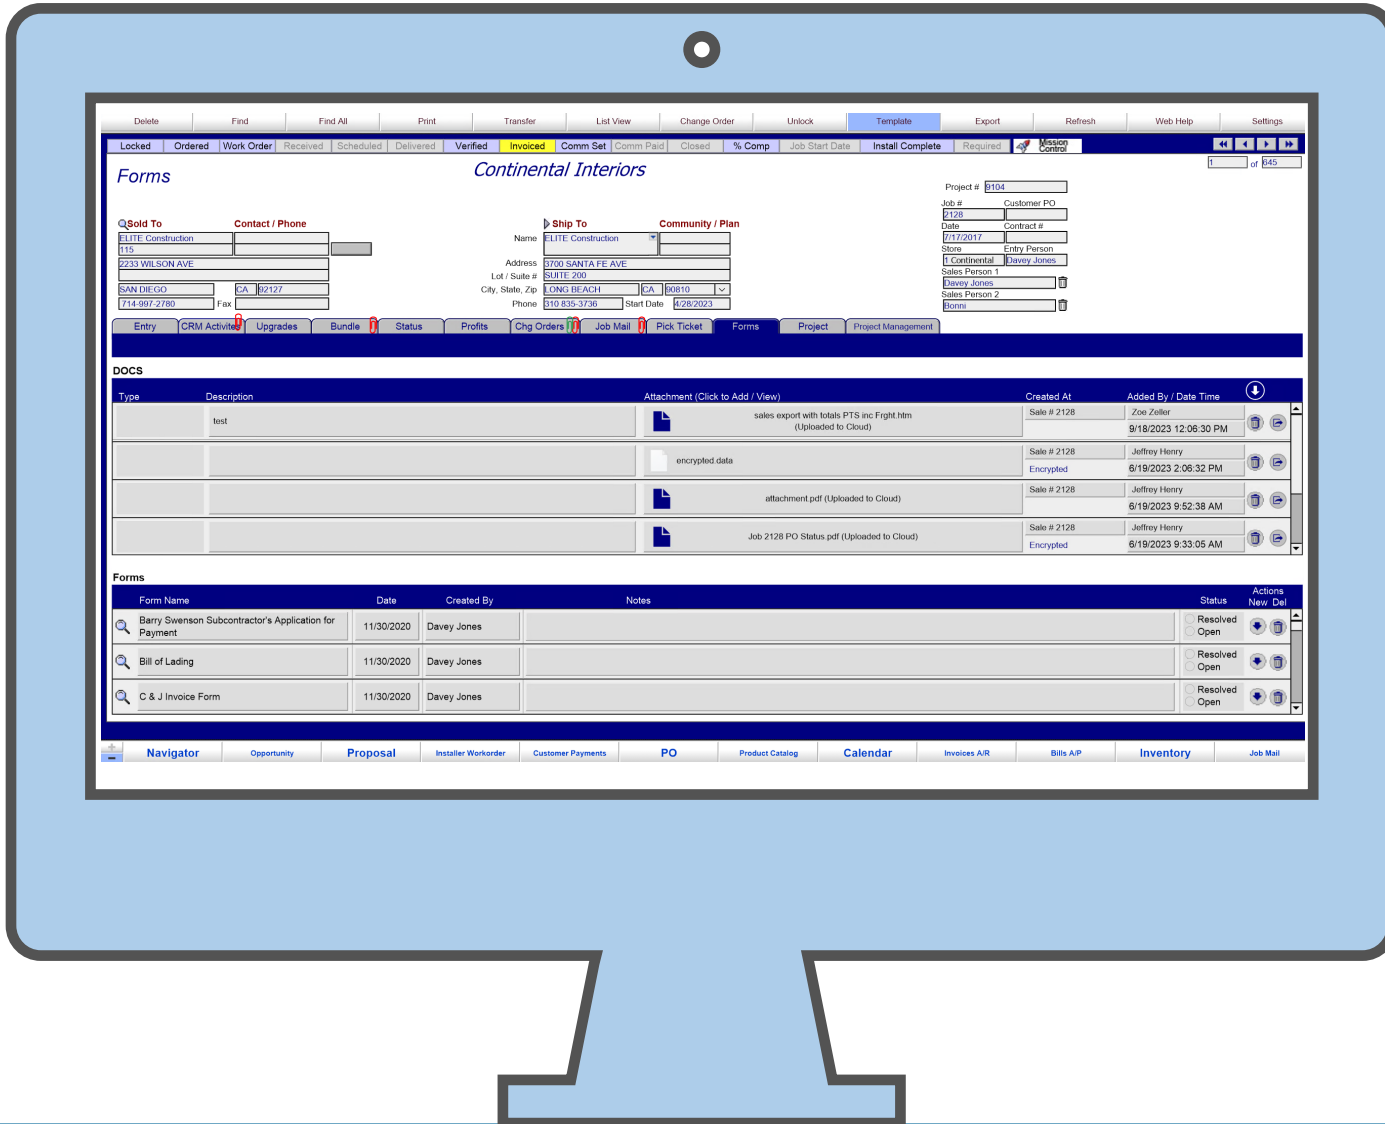 Delete Find Find All Print Transfer List View Change Order Unlock Template Export Refresh Web Help Settings
Locked Ordered Work Order Received Scheduled Delivered Verified Invoiced Comm Set Comm Paid Closed % Comp Job Start Date Install Complete Required Mission Control
Forms Continental Interiors 1 of 645
Project # 9104
Job # Customer PO
2128
Sold To Contact / Phone Ship To Community / Plan
Date Contract #
ELITE Construction Name ELITE Construction 7/17/2017
115
Store Entry Person
2233 WILSON AVE Address 3700 SANTA FE AVE 1 Continental Davey Jones
Lot / Suite # SUITE 200 Sales Person 1
Davey Jones
SAN DIEGO CA 92127 City, State, Zip LONG BEACH CA 90810
Sales Person 2
714-997-2780 Fax Phone 310 835-3736 Start Date 4/28/2023 Bonni
Entry CRM Activites Upgrades Bundle Status Profits Chg Orders Job Mail Pick Ticket Forms Project Project Management
DOCS
Type Description Attachment (Click to Add / View) Created At Added By / Date Time
test sales export with totals PTS inc Frght.htm Sale # 2128 Zoe Zeller
(Uploaded to Cloud) 9/18/2023 12:06:30 PM
encrypted.data Sale # 2128 Jeffrey Henry
Encrypted 6/19/2023 2:06:32 PM
attachment.pdf (Uploaded to Cloud) Sale # 2128 Jeffrey Henry
6/19/2023 9:52:38 AM
Job 2128 PO Status.pdf (Uploaded to Cloud) Sale # 2128 Jeffrey Henry
Encrypted 6/19/2023 9:33:05 AM
Forms
Form Name Date Created By Notes Status Actions
New Del
Barry Swenson Subcontractor's Application for Payment 11/30/2020 Davey Jones Resolved
Open
Bill of Lading 11/30/2020 Davey Jones Resolved
Open
C & J Invoice Form 11/30/2020 Davey Jones Resolved
Open
Navigator Opportunity Proposal Installer Workorder Customer Payments PO Product Catalog Calendar Invoices A/R Bills A/P Inventory Job Mail